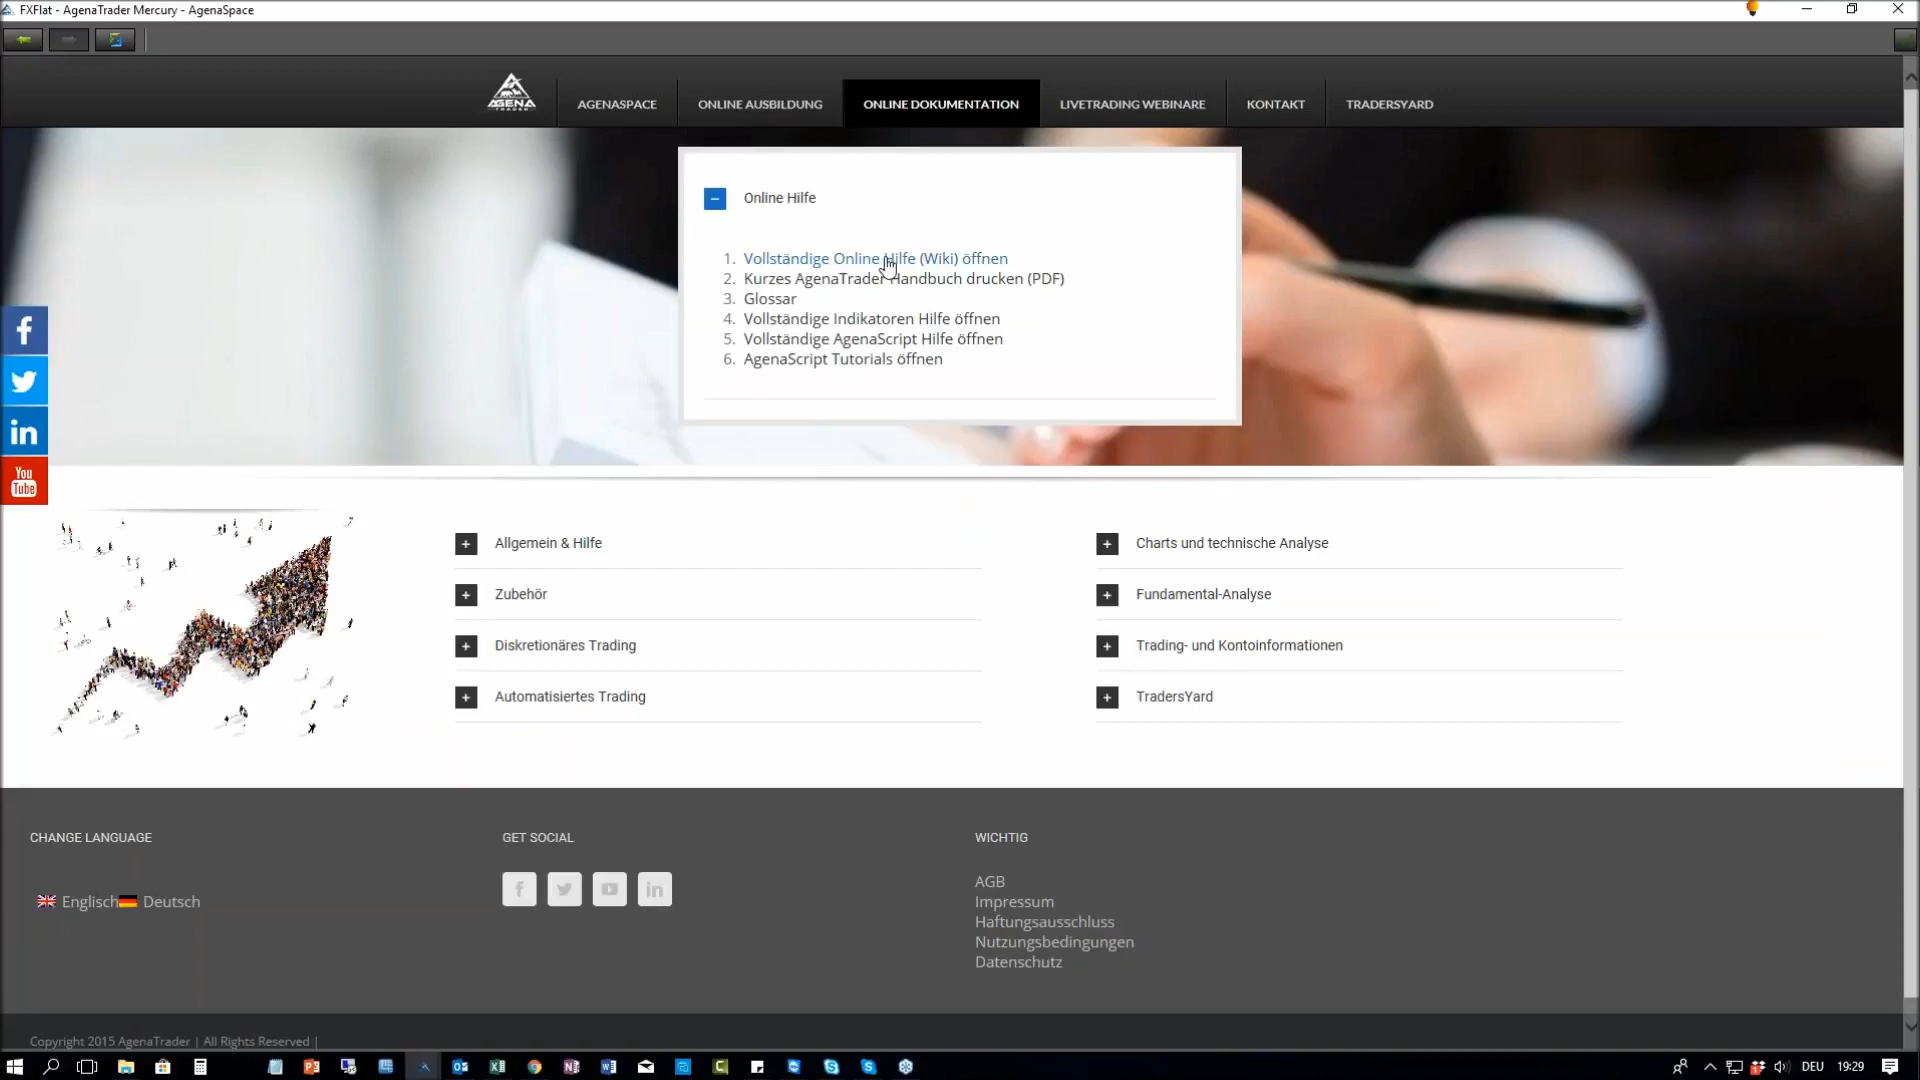 FXFlat - AgenaTrader Mercury - AgenaSpace
AGENA
TRADER
AGENASPACE
ONLINE AUSBILDUNG
ONLINE DOKUMENTATION
LIVETRADING WEBINARE
KONTAKT
TRADERSYARD
Online Hilfe
1. Vollständige Online Hilfe (Wiki) öffnen
2. Kurzes AgenaTrader Handbuch drucken (PDF)
3. Glossar
4. Vollständige Indikatoren Hilfe öffnen
5. Vollständige AgenaScript Hilfe öffnen
6. AgenaScript Tutorials öffnen
You
Tube
Allgemein & Hilfe
Zubehör
Diskretionäres Trading
Automatisiertes Trading
Charts und technische Analyse
Fundamental-Analyse
Trading- und Kontoinformationen
TradersYard
CHANGE LANGUAGE
Englisch Deutsch
GET SOCIAL
WICHTIG
AGB
Impressum
Haftungsausschluss
Nutzungsbedingungen
Datenschutz
Copyright 2015 AgenaTrader | All Rights Reserved |
DEU 19:29